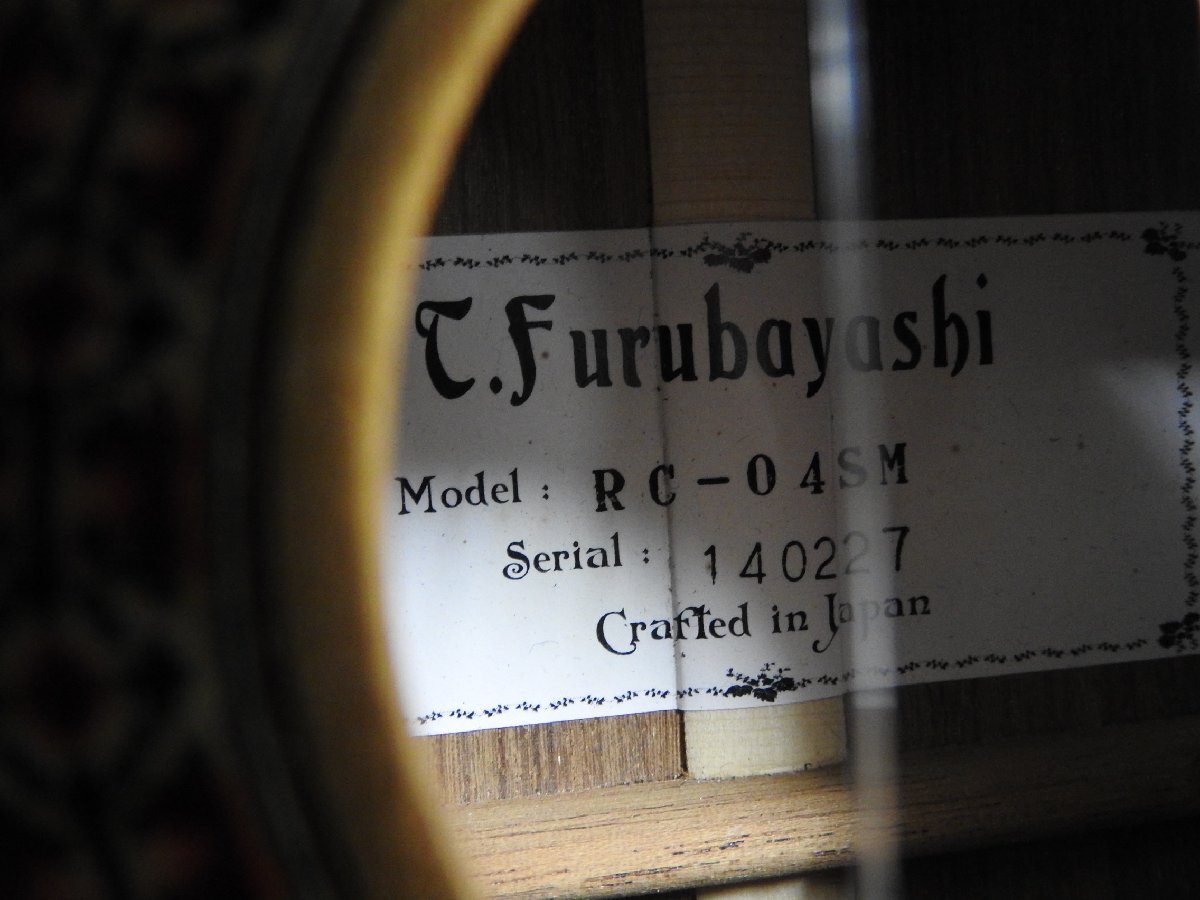 T.Furubayashi
Model : RC-04SM
Serial : 140227
Crafted in Japan